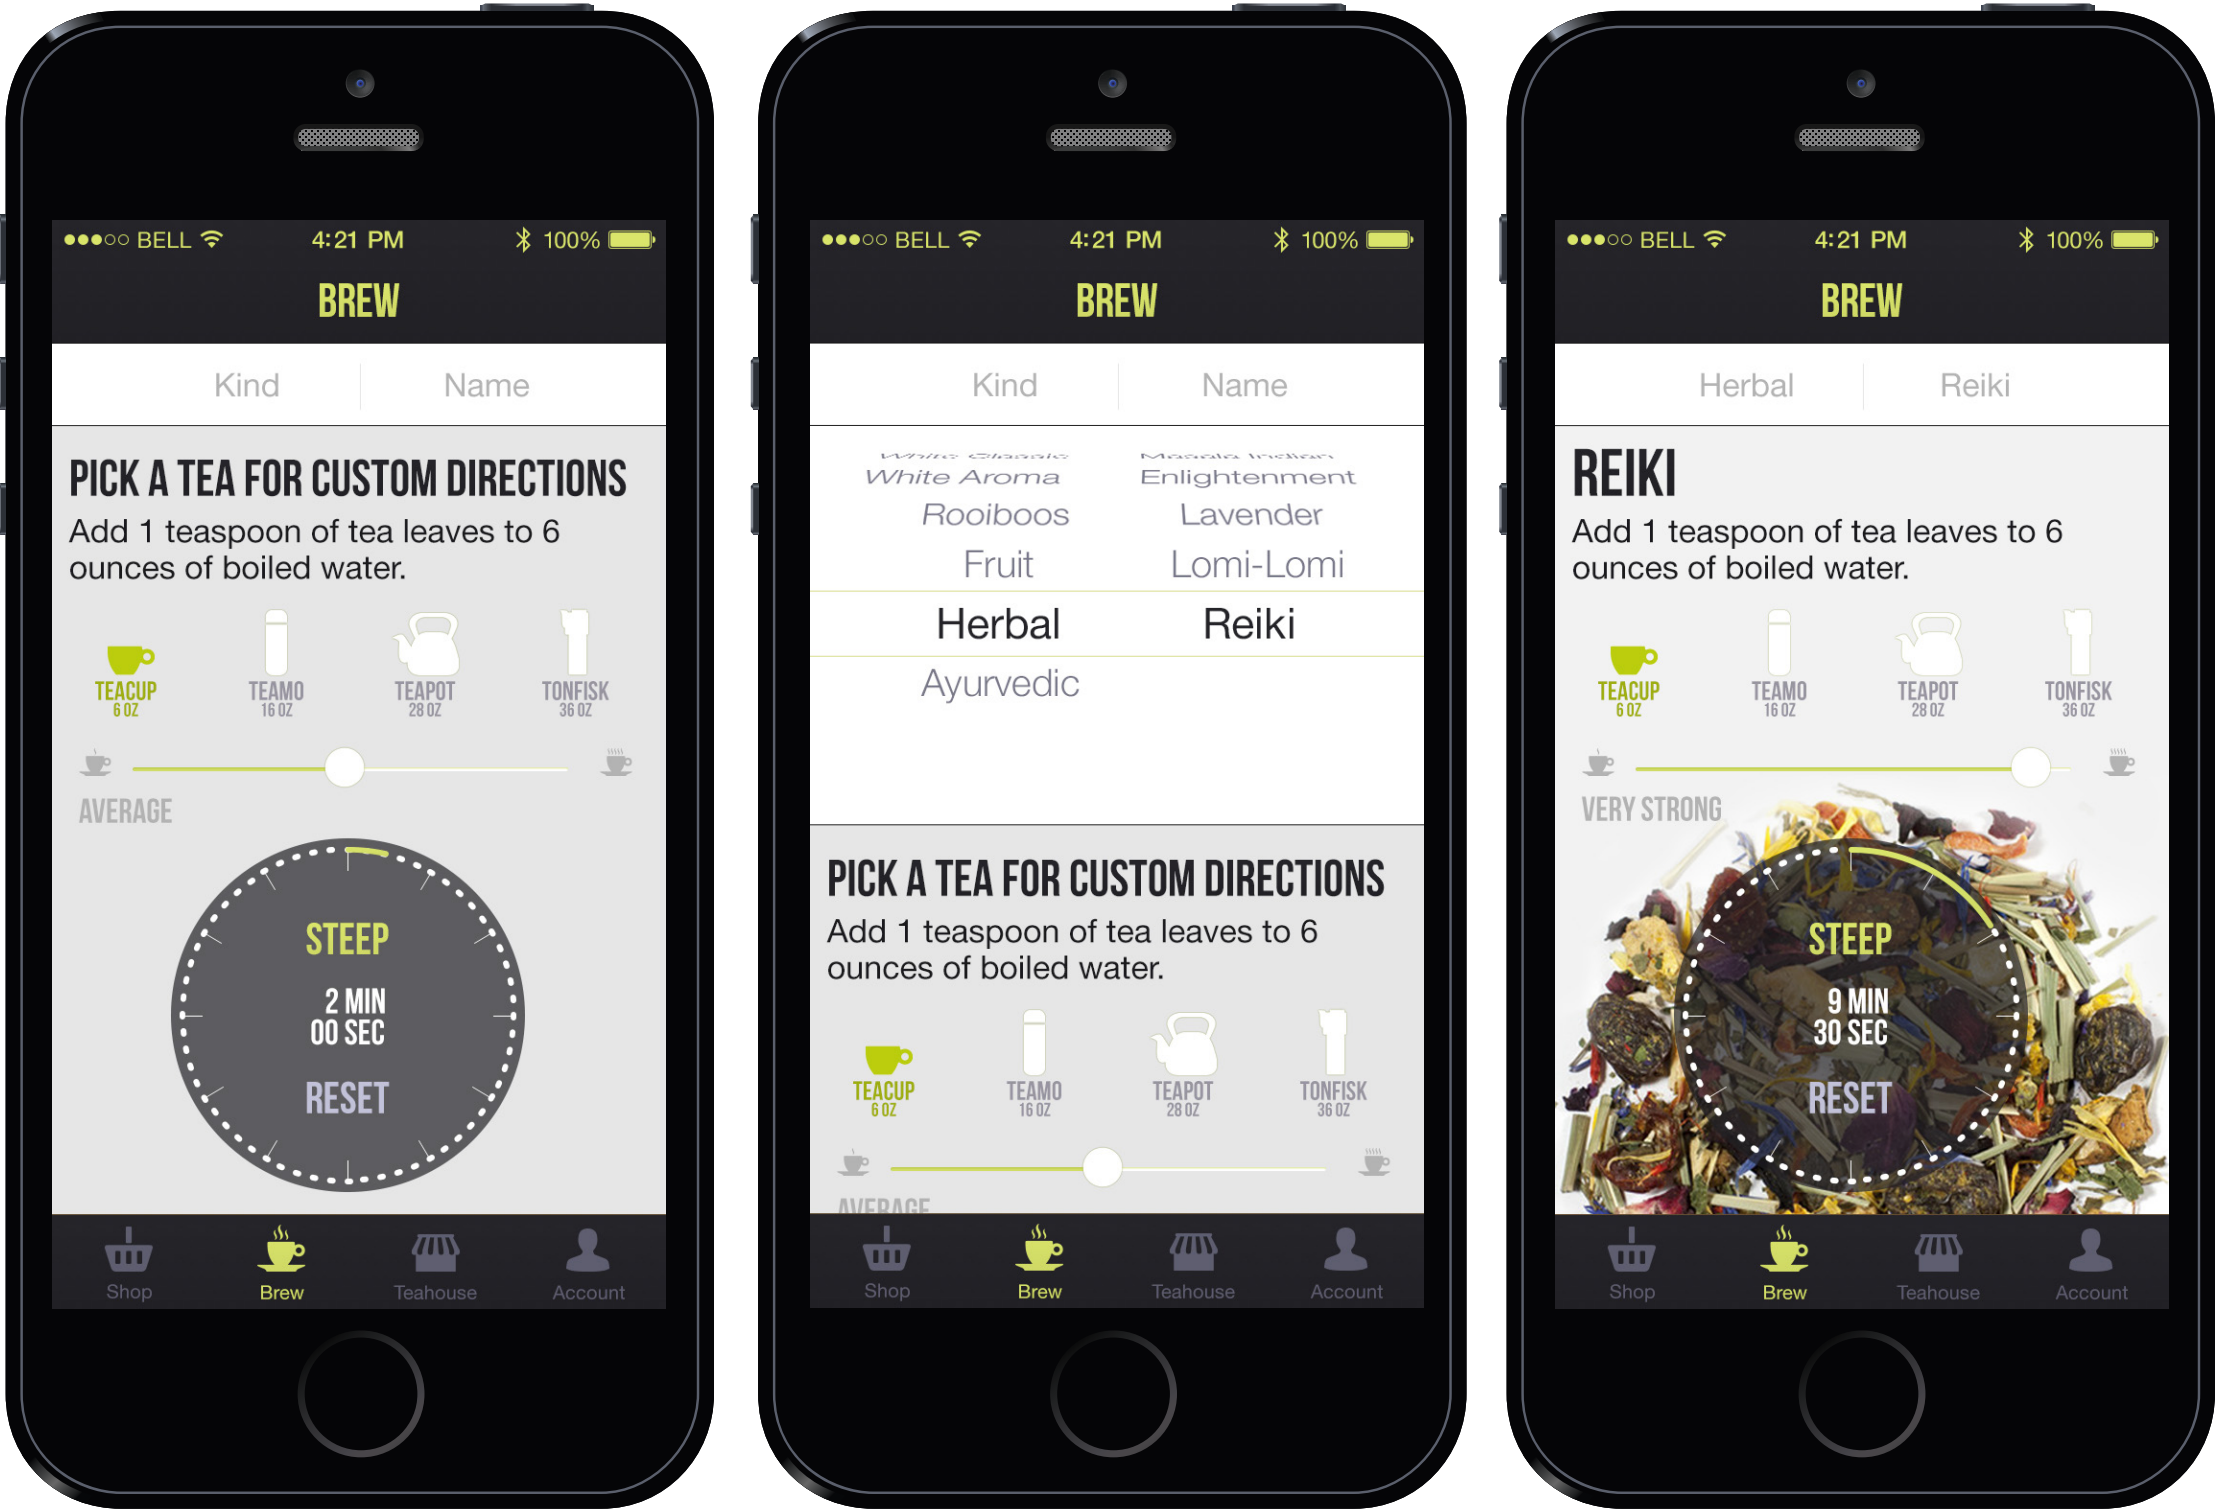 BELL 4:21 PM 100%
BREW
Kind Name
PICK A TEA FOR CUSTOM DIRECTIONS
Add 1 teaspoon of tea leaves to 6
ounces of boiled water.
TEACUP TEAMO TEAPOT TONFISK
6 OZ 16 OZ 28 OZ 36 OZ
AVERAGE
STEEP
2 MIN
00 SEC
RESET
Shop Brew Teahouse Account
BELL 4:21 PM 100%
BREW
Kind Name
White Classic Masala Indian
White Aroma Enlightenment
Rooiboos Lavender
Fruit Lomi-Lomi
Herbal Reiki
Ayurvedic
PICK A TEA FOR CUSTOM DIRECTIONS
Add 1 teaspoon of tea leaves to 6
ounces of boiled water.
TEACUP TEAMO TEAPOT TONFISK
6 OZ 16 OZ 28 OZ 36 OZ
AVERAGE
Shop Brew Teahouse Account
BELL 4:21 PM 100%
BREW
Herbal Reiki
REIKI
Add 1 teaspoon of tea leaves to 6
ounces of boiled water.
TEACUP TEAMO TEAPOT TONFISK
6 OZ 16 OZ 28 OZ 36 OZ
VERY STRONG
STEEP
9 MIN
30 SEC
RESET
Shop Brew Teahouse Account